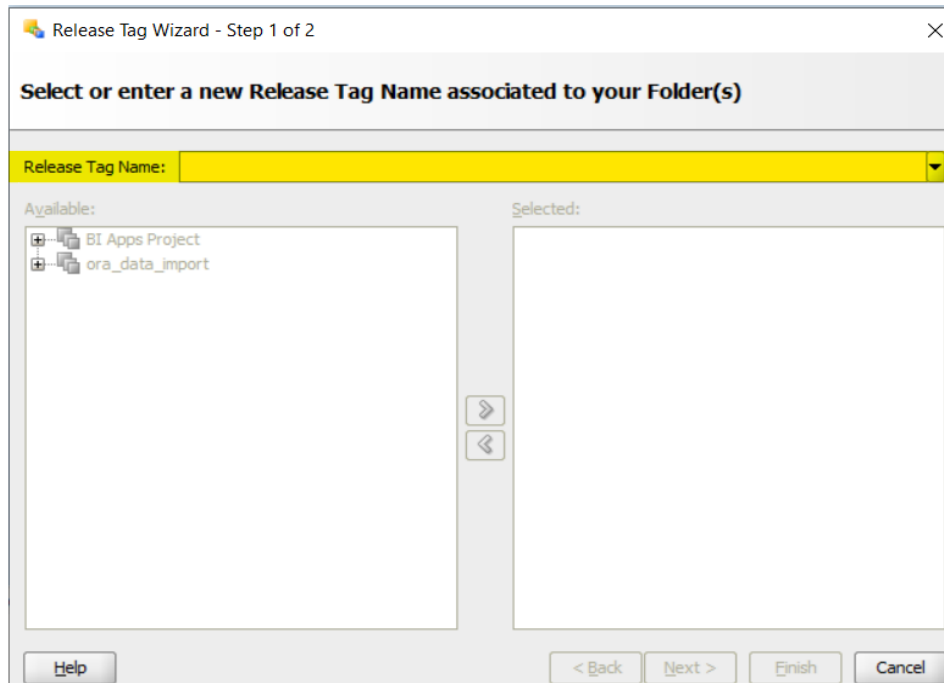 Release Tag Wizard - Step 1 of 2
Select or enter a new Release Tag Name associated to your Folder(s)
Release Tag Name:
Available:
Selected:
BI Apps Project
ora_data_import
Help
< Back
Next >
Finish
Cancel